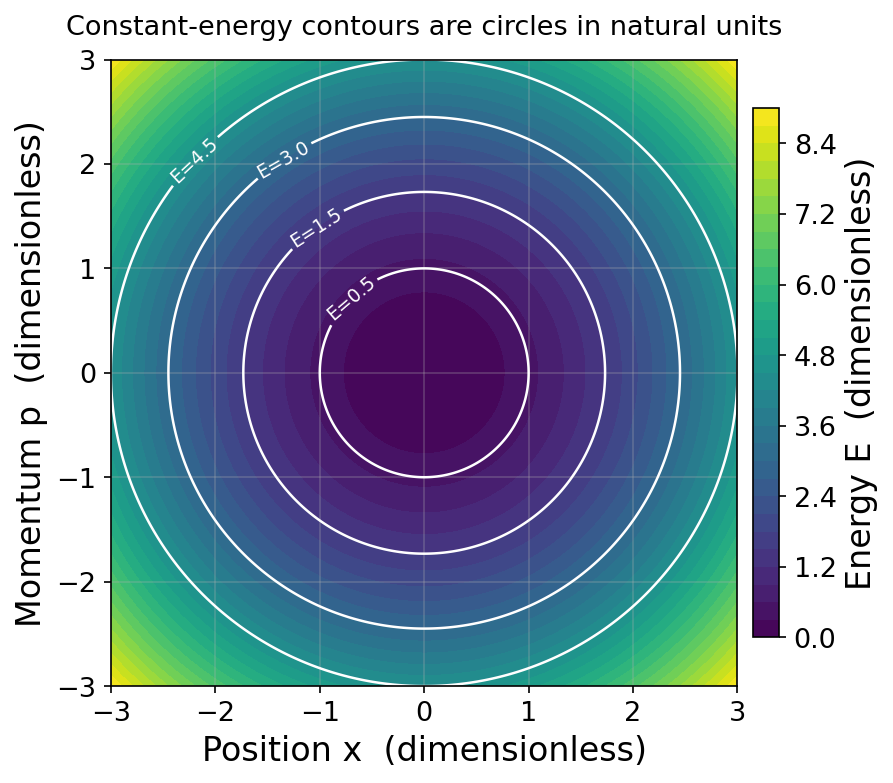 Constant-energy contours are circles in natural units
3
2
1
0
−1
−2
−3
Momentum p (dimensionless)
E=4.5
E=3.0
E=1.5
E=0.5
−3
−2
−1
0
1
2
3
Position x (dimensionless)
8.4
7.2
6.0
4.8
3.6
2.4
1.2
0.0
Energy E (dimensionless)